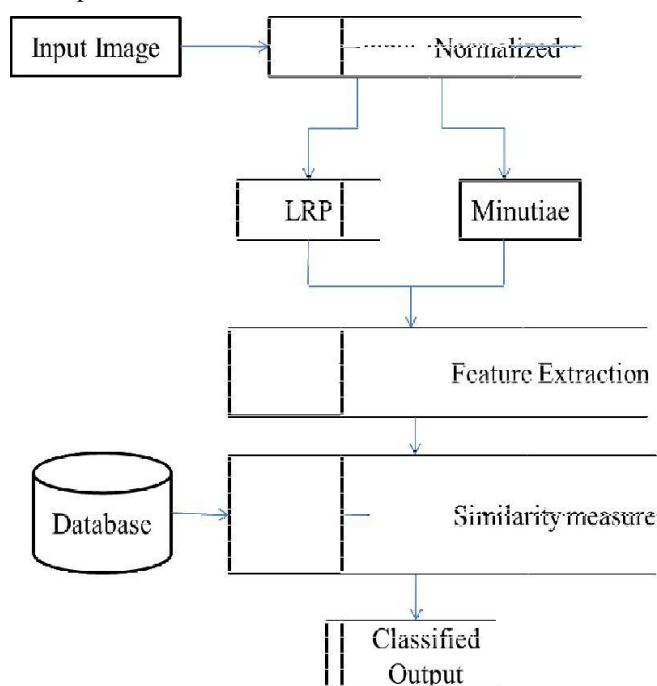 Input Image
Normalized
LRP
Minutiae
Feature Extraction
Database
Similarity measure
Classified
Output